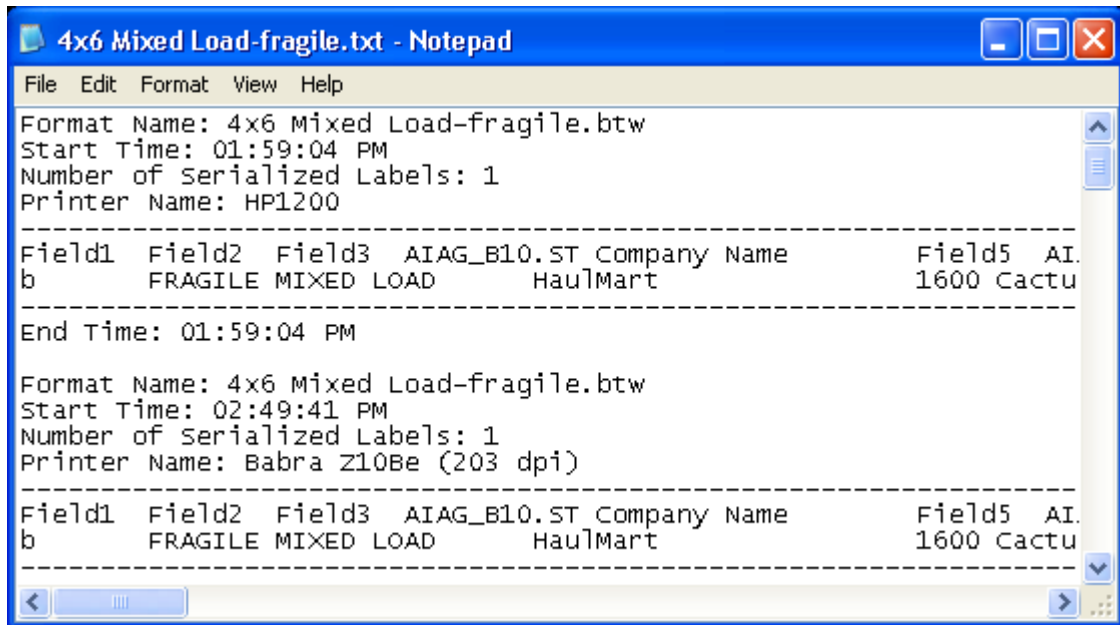 4x6 Mixed Load-fragile.txt - Notepad
File Edit Format View Help
Format Name: 4x6 Mixed Load-fragile.btw
Start Time: 01:59:04 PM
Number of Serialized Labels: 1
Printer Name: HP1200
------------------------------------------------------------------
Field1  Field2  Field3  AIAG_B10.ST Company Name        Field5  AI.
b       FRAGILE MIXED LOAD      HaulMart                1600 Cactu
------------------------------------------------------------------
End Time: 01:59:04 PM

Format Name: 4x6 Mixed Load-fragile.btw
Start Time: 02:49:41 PM
Number of Serialized Labels: 1
Printer Name: Babra Z10Be (203 dpi)
------------------------------------------------------------------
Field1  Field2  Field3  AIAG_B10.ST Company Name        Field5  AI.
b       FRAGILE MIXED LOAD      HaulMart                1600 Cactu
------------------------------------------------------------------